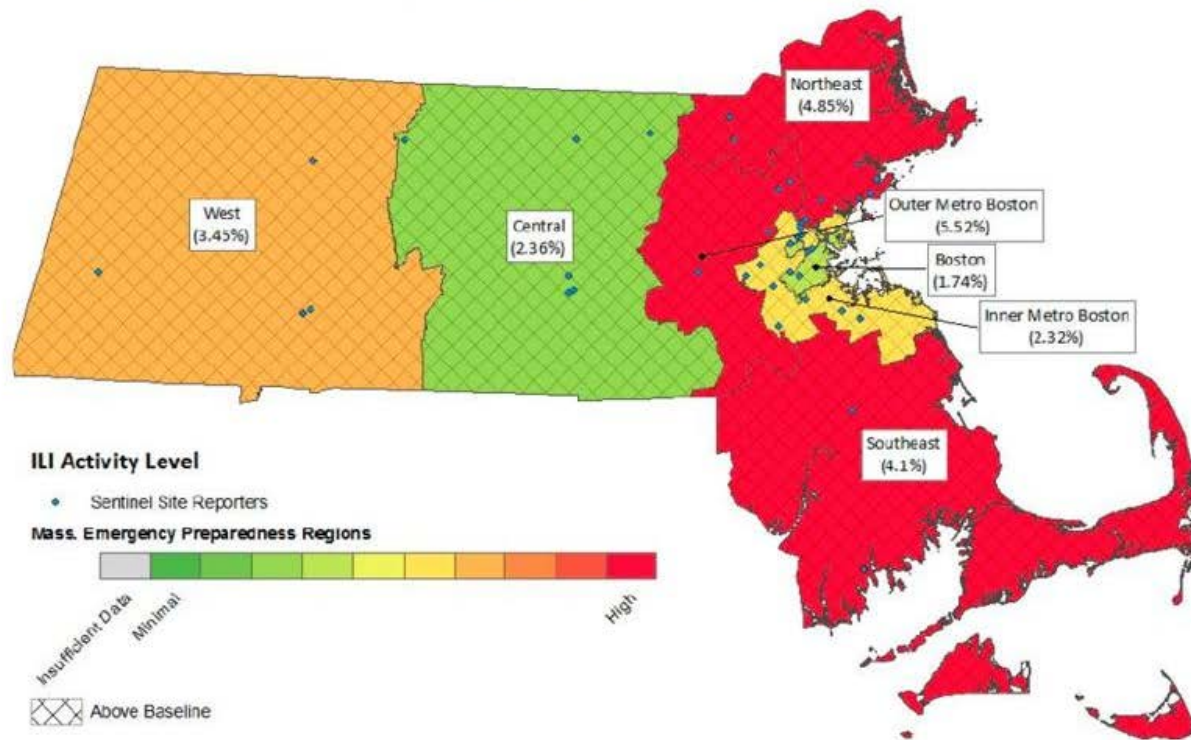 Northeast
(4.85%)
Outer Metro Boston
(5.52%)
West
(3.45%)
Central
(2.36%)
Boston
(1.74%)
Inner Metro Boston
(2.32%)
Southeast
(4.1%)
ILI Activity Level
Sentinel Site Reporters
Mass. Emergency Preparedness Regions
Insufficient Data
Minimal
High
Above Baseline